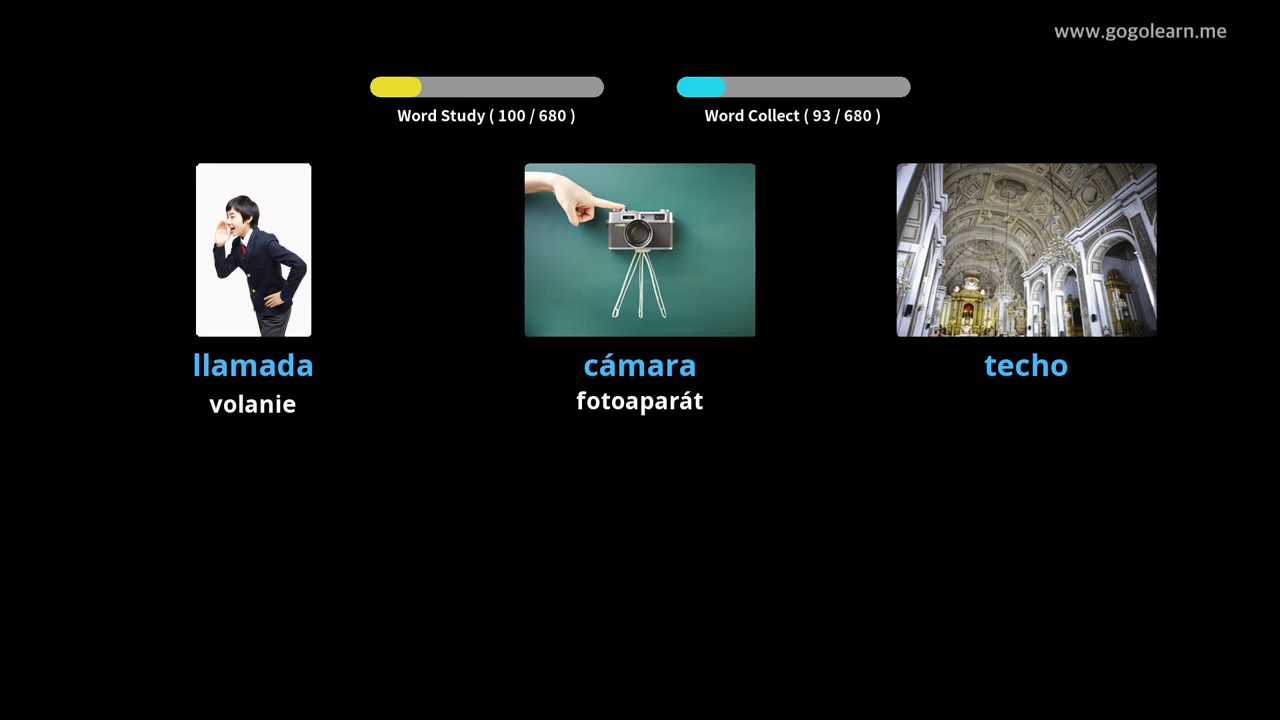 www.gogolearn.me
Word Study ( 100 / 680 )
Word Collect ( 93 / 680 )
llamada
cámara
techo
volanie
fotoaparát